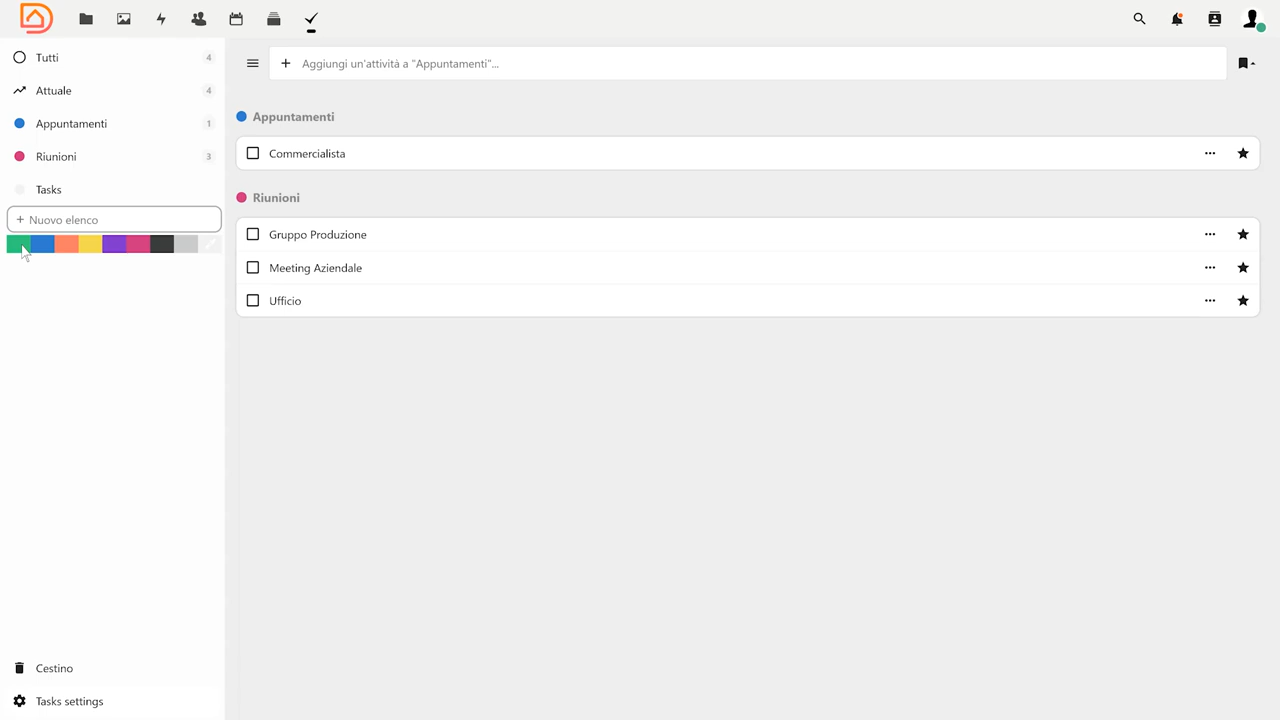 Tutti 4
Attuale 4
Appuntamenti 1
Riunioni 3
Tasks
+ Nuovo elenco
Cestino
Tasks settings
+ Aggiungi un'attività a "Appuntamenti"...
Appuntamenti
Commercialista
Riunioni
Gruppo Produzione
Meeting Aziendale
Ufficio